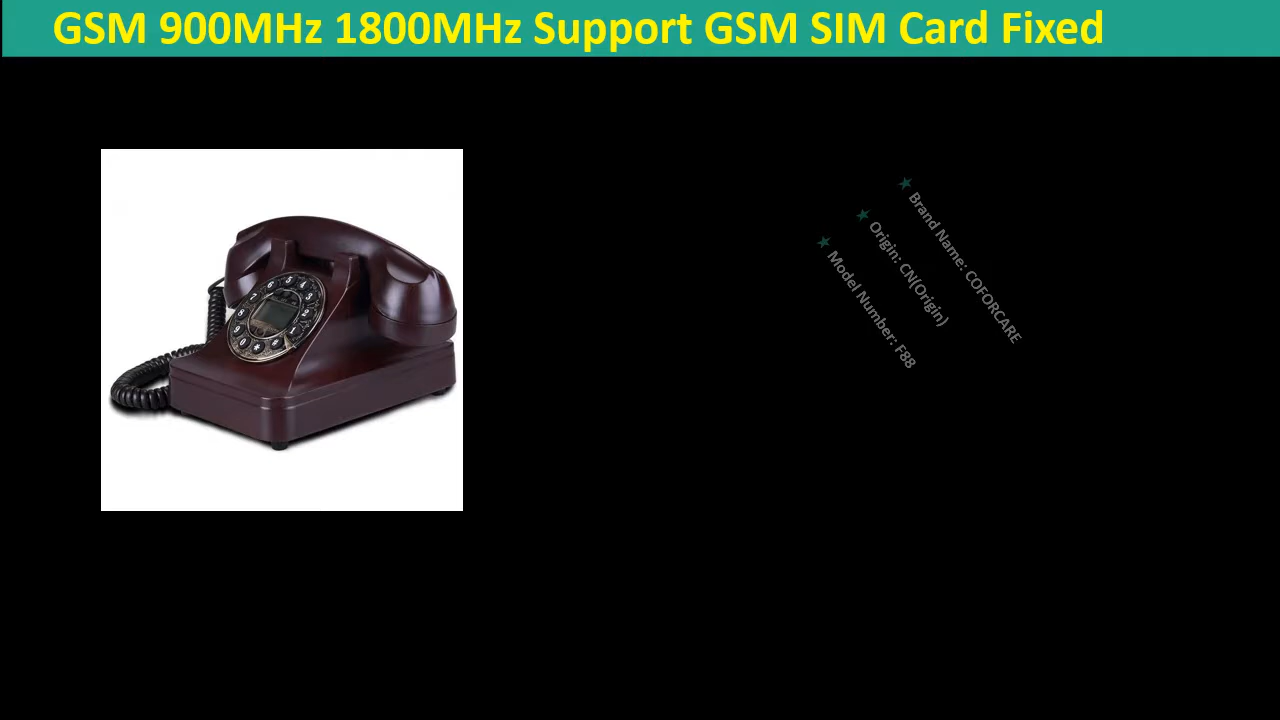 GSM 900MHz 1800MHz Support GSM SIM Card Fixed
★ Brand Name: COFORCARE
★ Origin: CN(Origin)
★ Model Number: F88